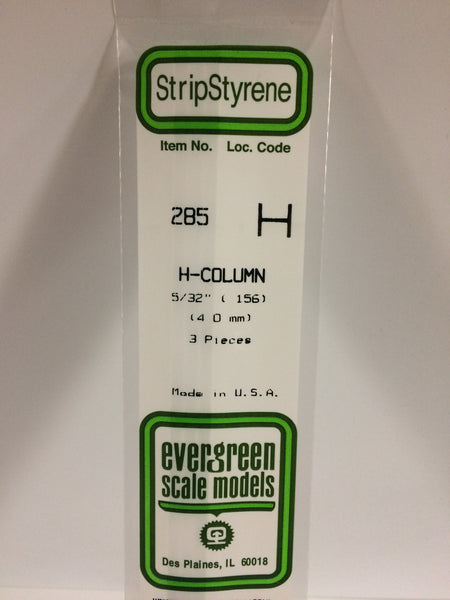 StripStyrene
Item No. Loc. Code
285 H
H-COLUMN
5/32" ( 156)
(4 0 mm)
3 Pieces
Made in U.S.A.
evergreen
scale models
Des Plaines, IL 60018